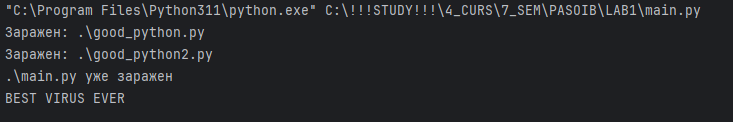 "C:\Program Files\Python311\python.exe" C:\!!!STUDY!!!\4_CURS\7_SEM\PASOIB\LAB1\main.py
Заражен: .\good_python.py
Заражен: .\good_python2.py
.\main.py уже заражен
BEST VIRUS EVER